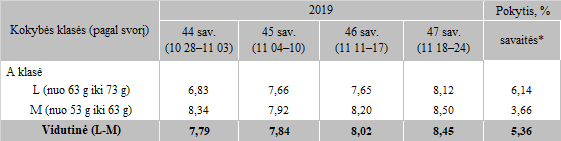 Kokybės klasės (pagal svorį) 2019 Pokytis, %
44 sav. (10 28–11 03) 45 sav. (11 04–10) 46 sav. (11 11–17) 47 sav. (11 18–24) savaitės*
A klasė
L (nuo 63 g iki 73 g) 6,83 7,66 7,65 8,12 6,14
M (nuo 53 g iki 63 g) 8,34 7,92 8,20 8,50 3,66
Vidutinė (L-M) 7,79 7,84 8,02 8,45 5,36